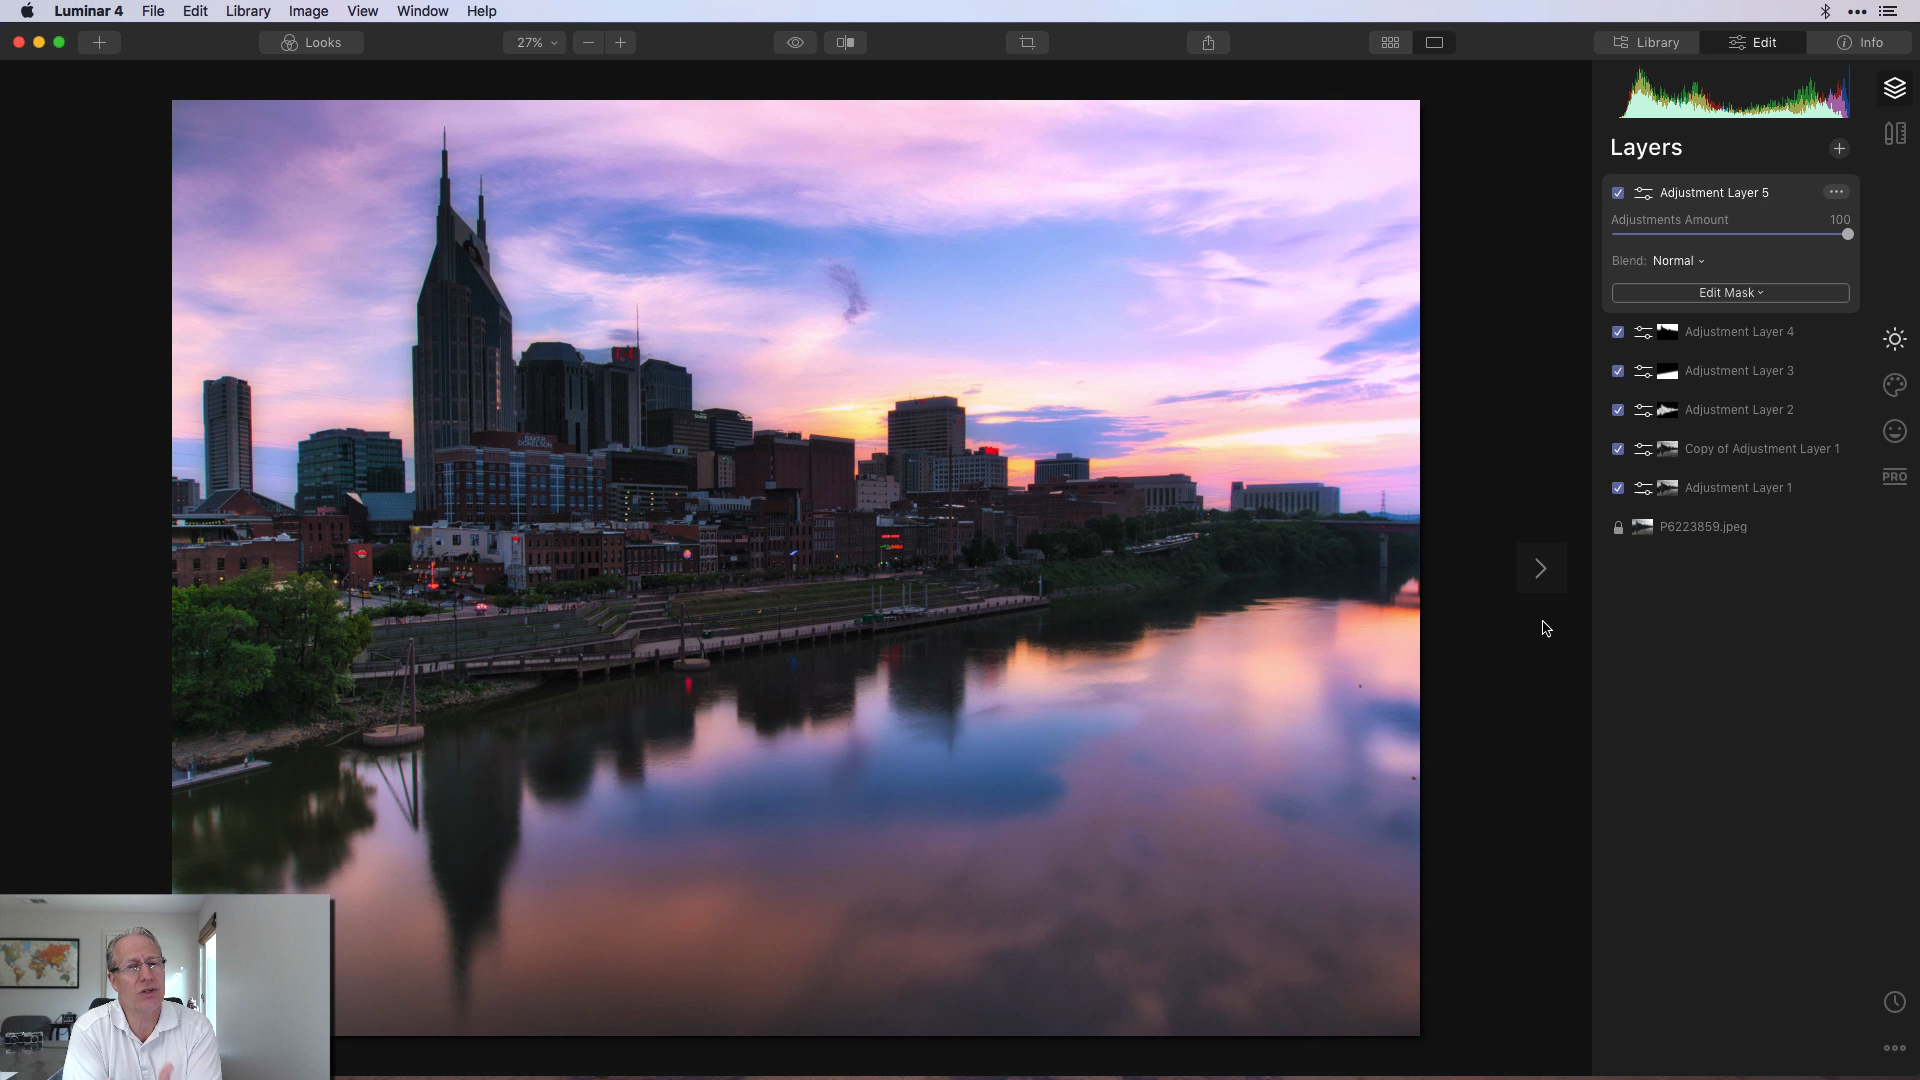 Luminar 4 File Edit Library Image View Window Help
Looks 27% Library Edit Info
Layers
Adjustment Layer 5
Adjustments Amount 100
Blend: Normal
Edit Mask
Adjustment Layer 4
Adjustment Layer 3
Adjustment Layer 2
Copy of Adjustment Layer 1
Adjustment Layer 1
P6223859.jpeg
PRO
BAKER
DONELSON